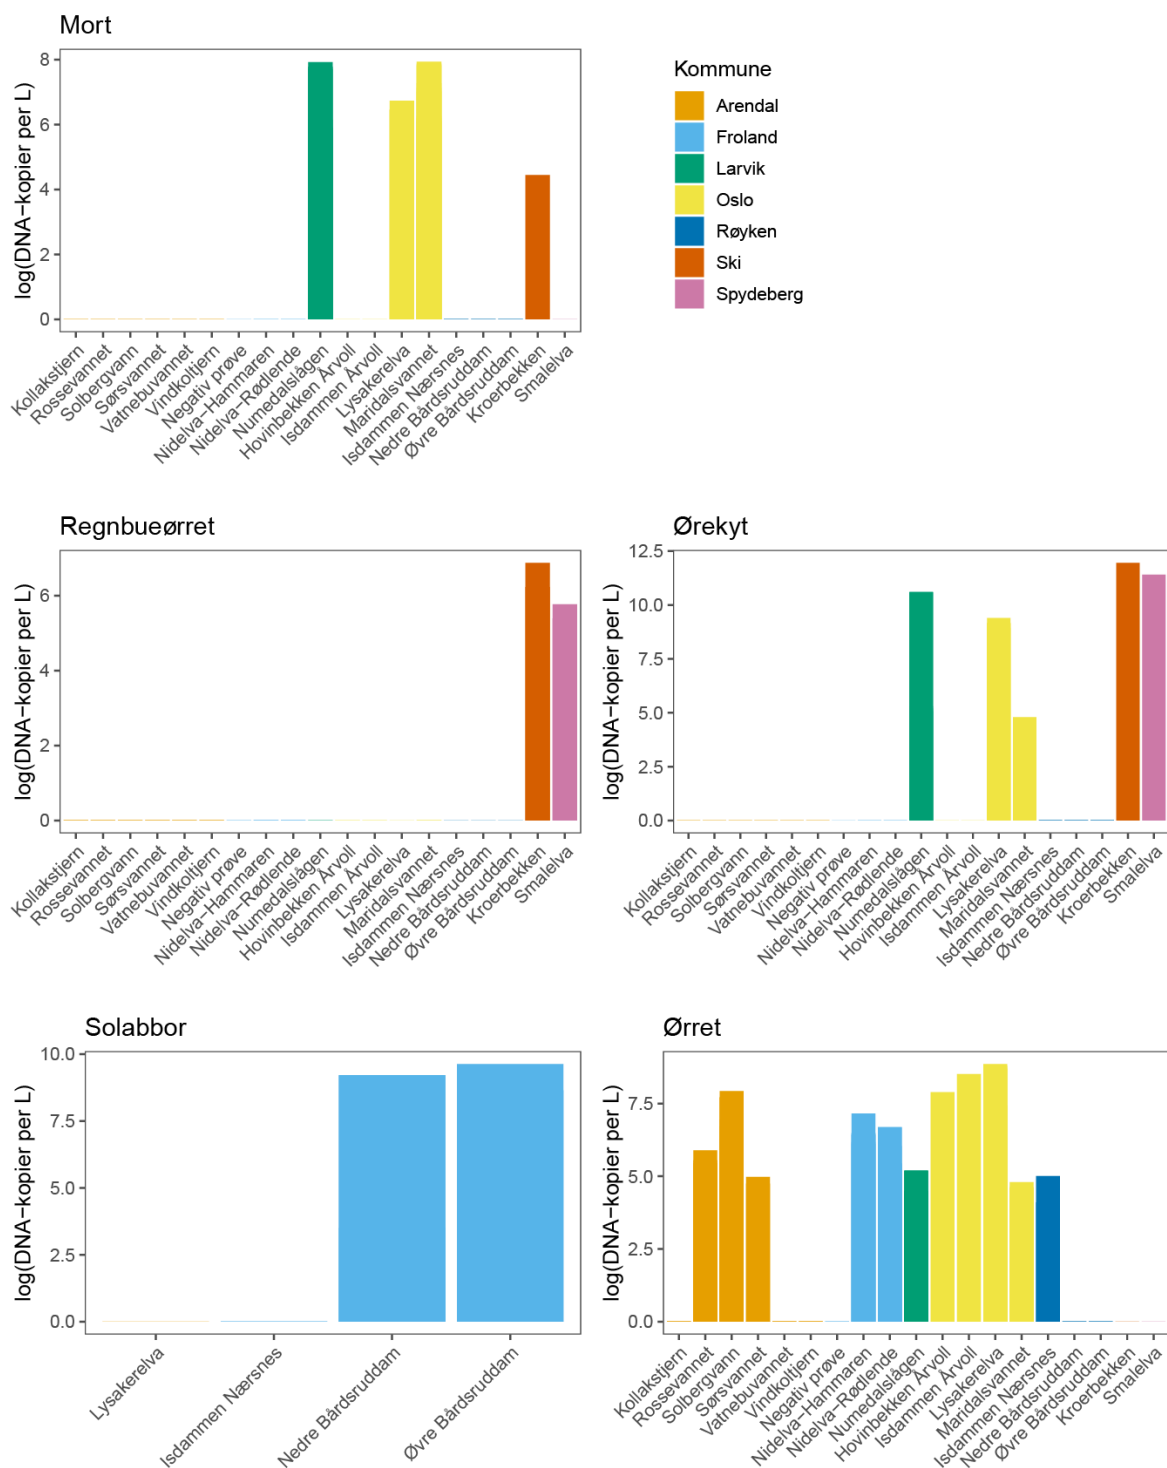 Mort
log(DNA−kopier per L)
8
6
4
2
0
Kollakstjern
Rossevannet
Solbergvann
Sørsvannet
Vatnebuvannet
Vindkoltjern
Negativ prøve
Nidelva−Hammaren
Nidelva−Rødlende
Numedalslågen
Hovinbekken Årvoll
Isdammen Årvoll
Lysakerelva
Maridalsvannet
Isdammen Nærsnes
Nedre Bårdsruddam
Øvre Bårdsruddam
Kroerbekken
Smalelva
Kommune
Arendal
Froland
Larvik
Oslo
Røyken
Ski
Spydeberg
Regnbueørret
log(DNA−kopier per L)
6
4
2
0
Kollakstjern
Rossevannet
Solbergvann
Sørsvannet
Vatnebuvannet
Vindkoltjern
Negativ prøve
Nidelva−Hammaren
Nidelva−Rødlende
Numedalslågen
Hovinbekken Årvoll
Isdammen Årvoll
Lysakerelva
Maridalsvannet
Isdammen Nærsnes
Nedre Bårdsruddam
Øvre Bårdsruddam
Kroerbekken
Smalelva
Ørekyt
log(DNA−kopier per L)
12.5
10.0
7.5
5.0
2.5
0.0
Kollakstjern
Rossevannet
Solbergvann
Sørsvannet
Vatnebuvannet
Vindkoltjern
Negativ prøve
Nidelva−Hammaren
Nidelva−Rødlende
Numedalslågen
Hovinbekken Årvoll
Isdammen Årvoll
Lysakerelva
Maridalsvannet
Isdammen Nærsnes
Nedre Bårdsruddam
Øvre Bårdsruddam
Kroerbekken
Smalelva
Solabbor
log(DNA−kopier per L)
10.0
7.5
5.0
2.5
0.0
Lysakerelva
Isdammen Nærsnes
Nedre Bårdsruddam
Øvre Bårdsruddam
Ørret
log(DNA−kopier per L)
7.5
5.0
2.5
0.0
Kollakstjern
Rossevannet
Solbergvann
Sørsvannet
Vatnebuvannet
Vindkoltjern
Negativ prøve
Nidelva−Hammaren
Nidelva−Rødlende
Numedalslågen
Hovinbekken Årvoll
Isdammen Årvoll
Lysakerelva
Maridalsvannet
Isdammen Nærsnes
Nedre Bårdsruddam
Øvre Bårdsruddam
Kroerbekken
Smalelva